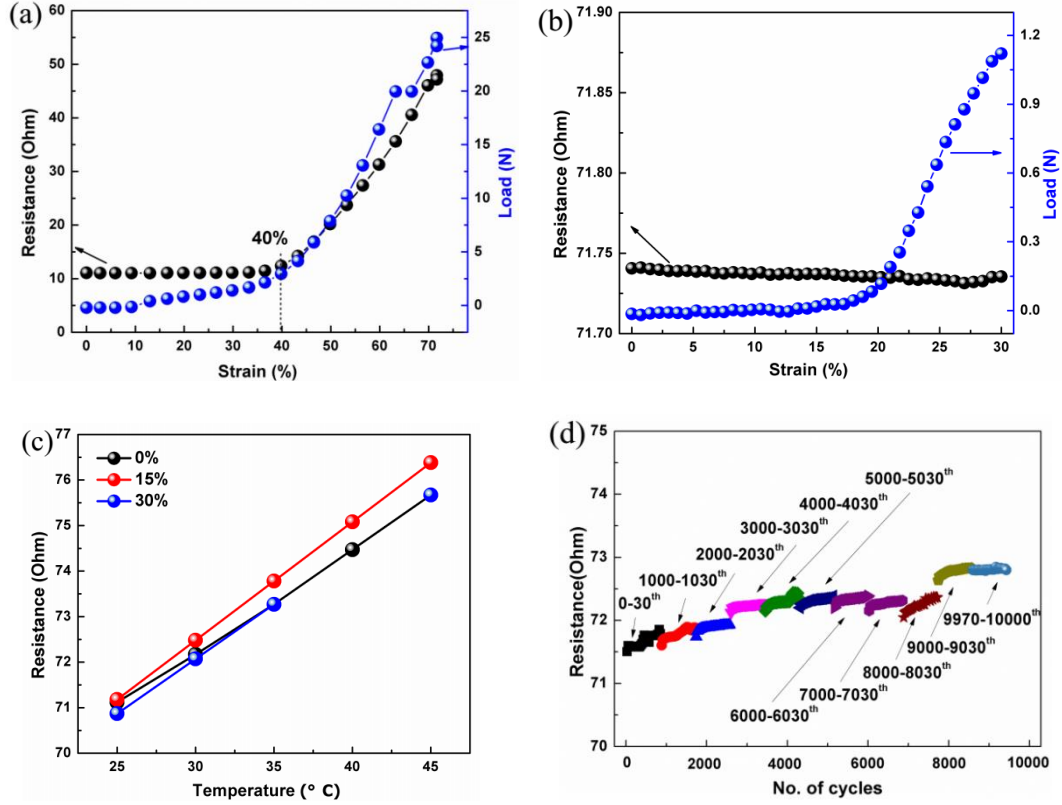 (a)
60
50
40
30
20
10
0
Resistance (Ohm)
25
20
15
10
5
0
Load (N)
40%
0 10 20 30 40 50 60 70
Strain (%)
(b)
71.90
71.85
71.80
71.75
71.70
Resistance (Ohm)
1.2
0.9
0.6
0.3
0.0
Load (N)
0 5 10 15 20 25 30
Strain (%)
(c)
77
76
75
74
73
72
71
70
Resistance (Ohm)
0%
15%
30%
25 30 35 40 45
Temperature (° C)
(d)
75
74
73
72
71
70
Resistance(Ohm)
5000-5030th
4000-4030th
3000-3030th
2000-2030th
1000-1030th
0-30th
9970-10000th
9000-9030th
8000-8030th
7000-7030th
6000-6030th
0 2000 4000 6000 8000 10000
No. of cycles